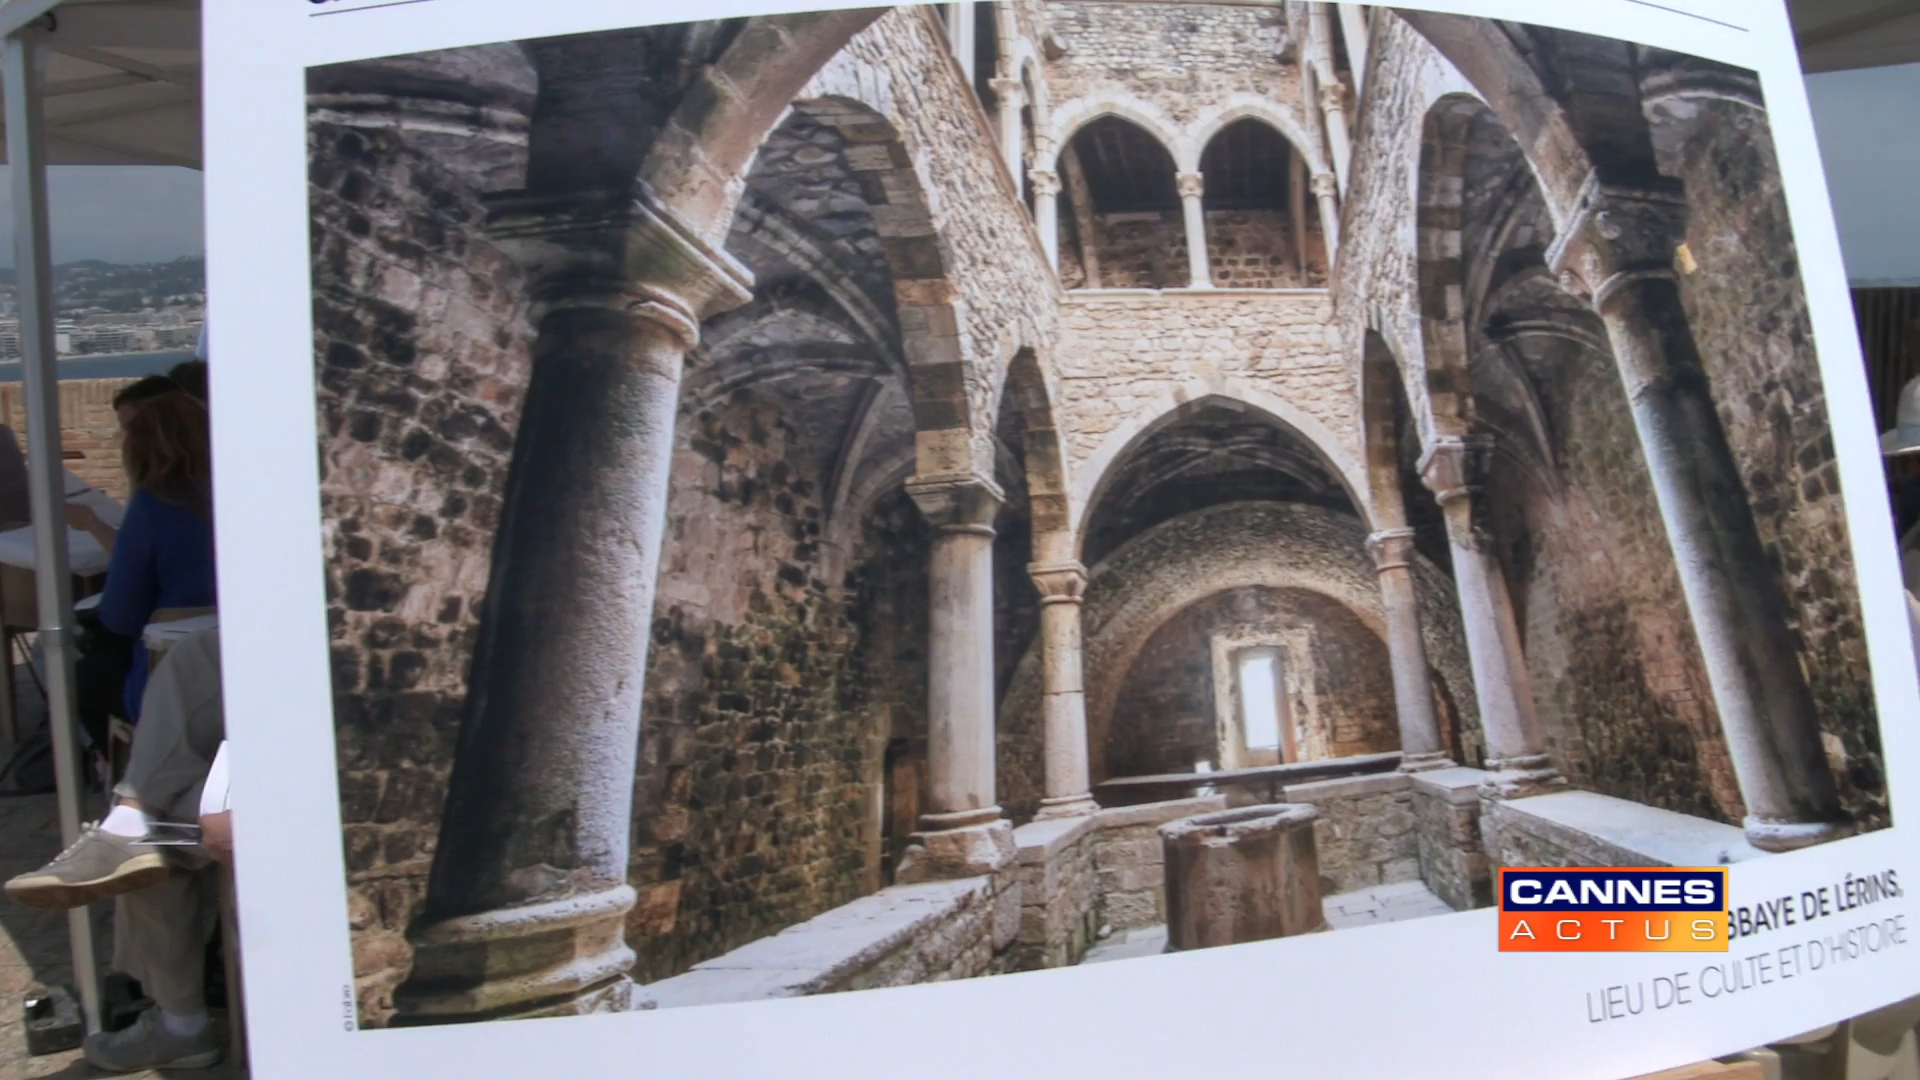 CANNES
ACTUS
BBAYE DE LÉRINS,
LIEU DE CULTE ET D'HISTOIRE